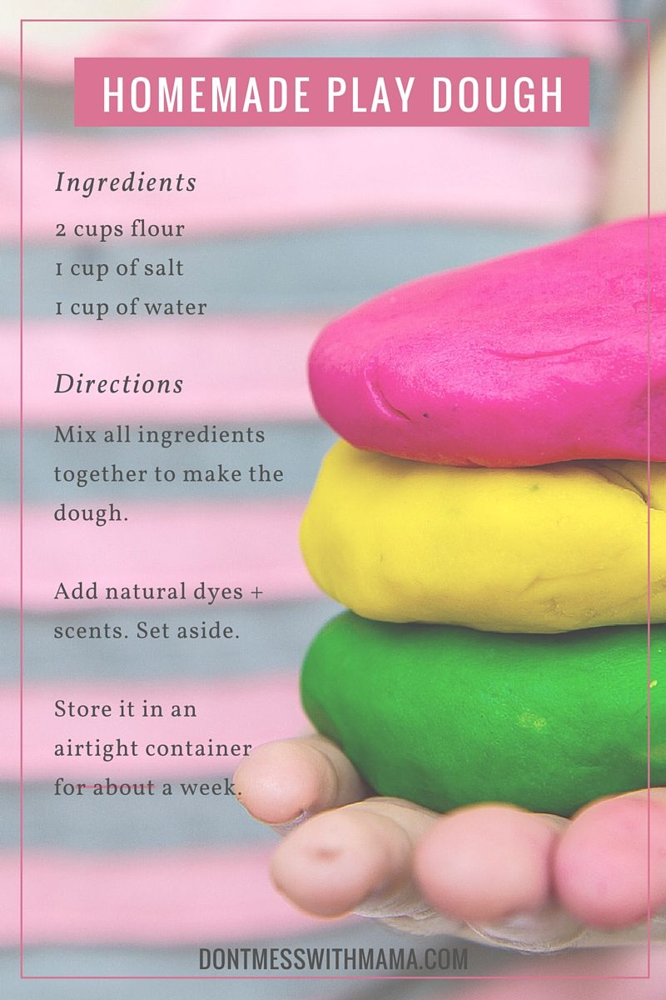 HOMEMADE PLAY DOUGH
Ingredients
2 cups flour
1 cup of salt
1 cup of water
Directions
Mix all ingredients
together to make the
dough.
Add natural dyes +
scents. Set aside.
Store it in an
airtight container
for about a week.
DONTMESSWITHMAMA.COM